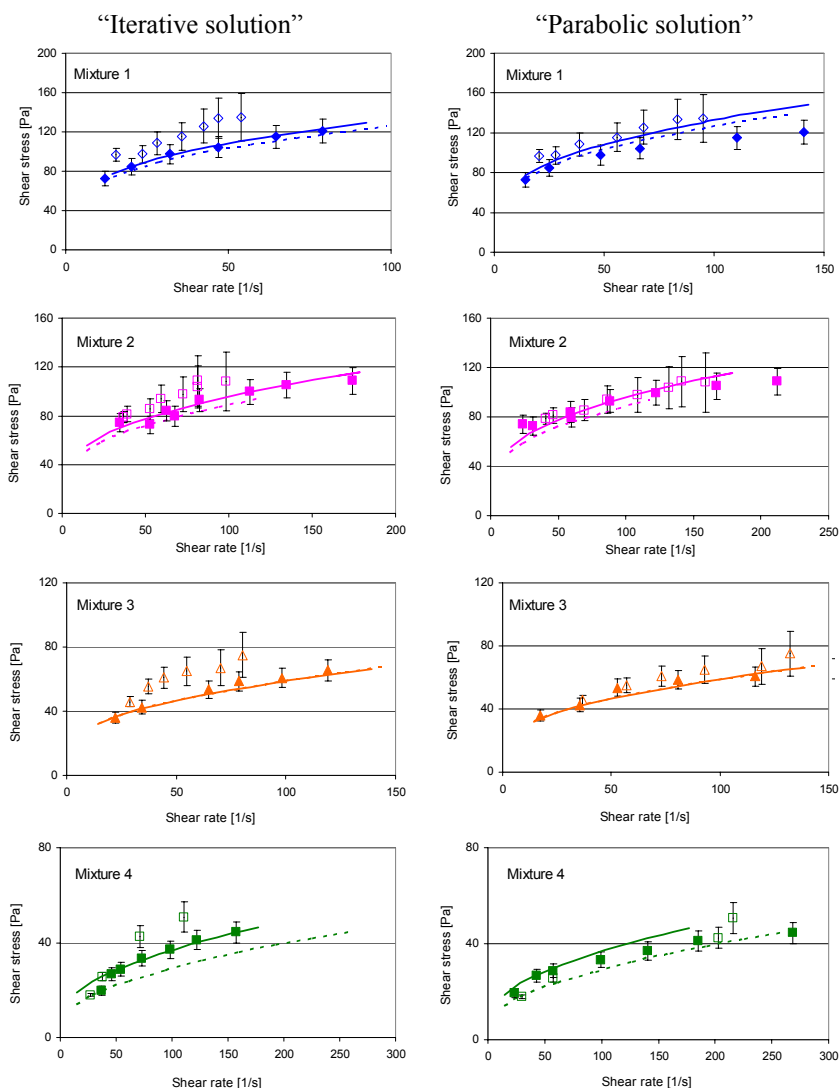 “Iterative solution”
“Parabolic solution”
Mixture 1
Shear stress [Pa]
200
160
120
80
40
0
0 50 100
Shear rate [1/s]
Mixture 1
Shear stress [Pa]
200
160
120
80
40
0
0 50 100 150
Shear rate [1/s]
Mixture 2
Shear stress [Pa]
160
120
80
40
0
0 50 100 150 200
Shear rate [1/s]
Mixture 2
Shear stress [Pa]
160
120
80
40
0
0 50 100 150 200 250
Shear rate [1/s]
Mixture 3
Shear stress [Pa]
120
80
40
0
0 50 100 150
Shear rate [1/s]
Mixture 3
Shear stress [Pa]
120
80
40
0
0 50 100 150
Shear rate [1/s]
Mixture 4
Shear stress [Pa]
80
40
0
0 50 100 150 200 250 300
Shear rate [1/s]
Mixture 4
Shear stress [Pa]
80
40
0
0 50 100 150 200 250 300
Shear rate [1/s]